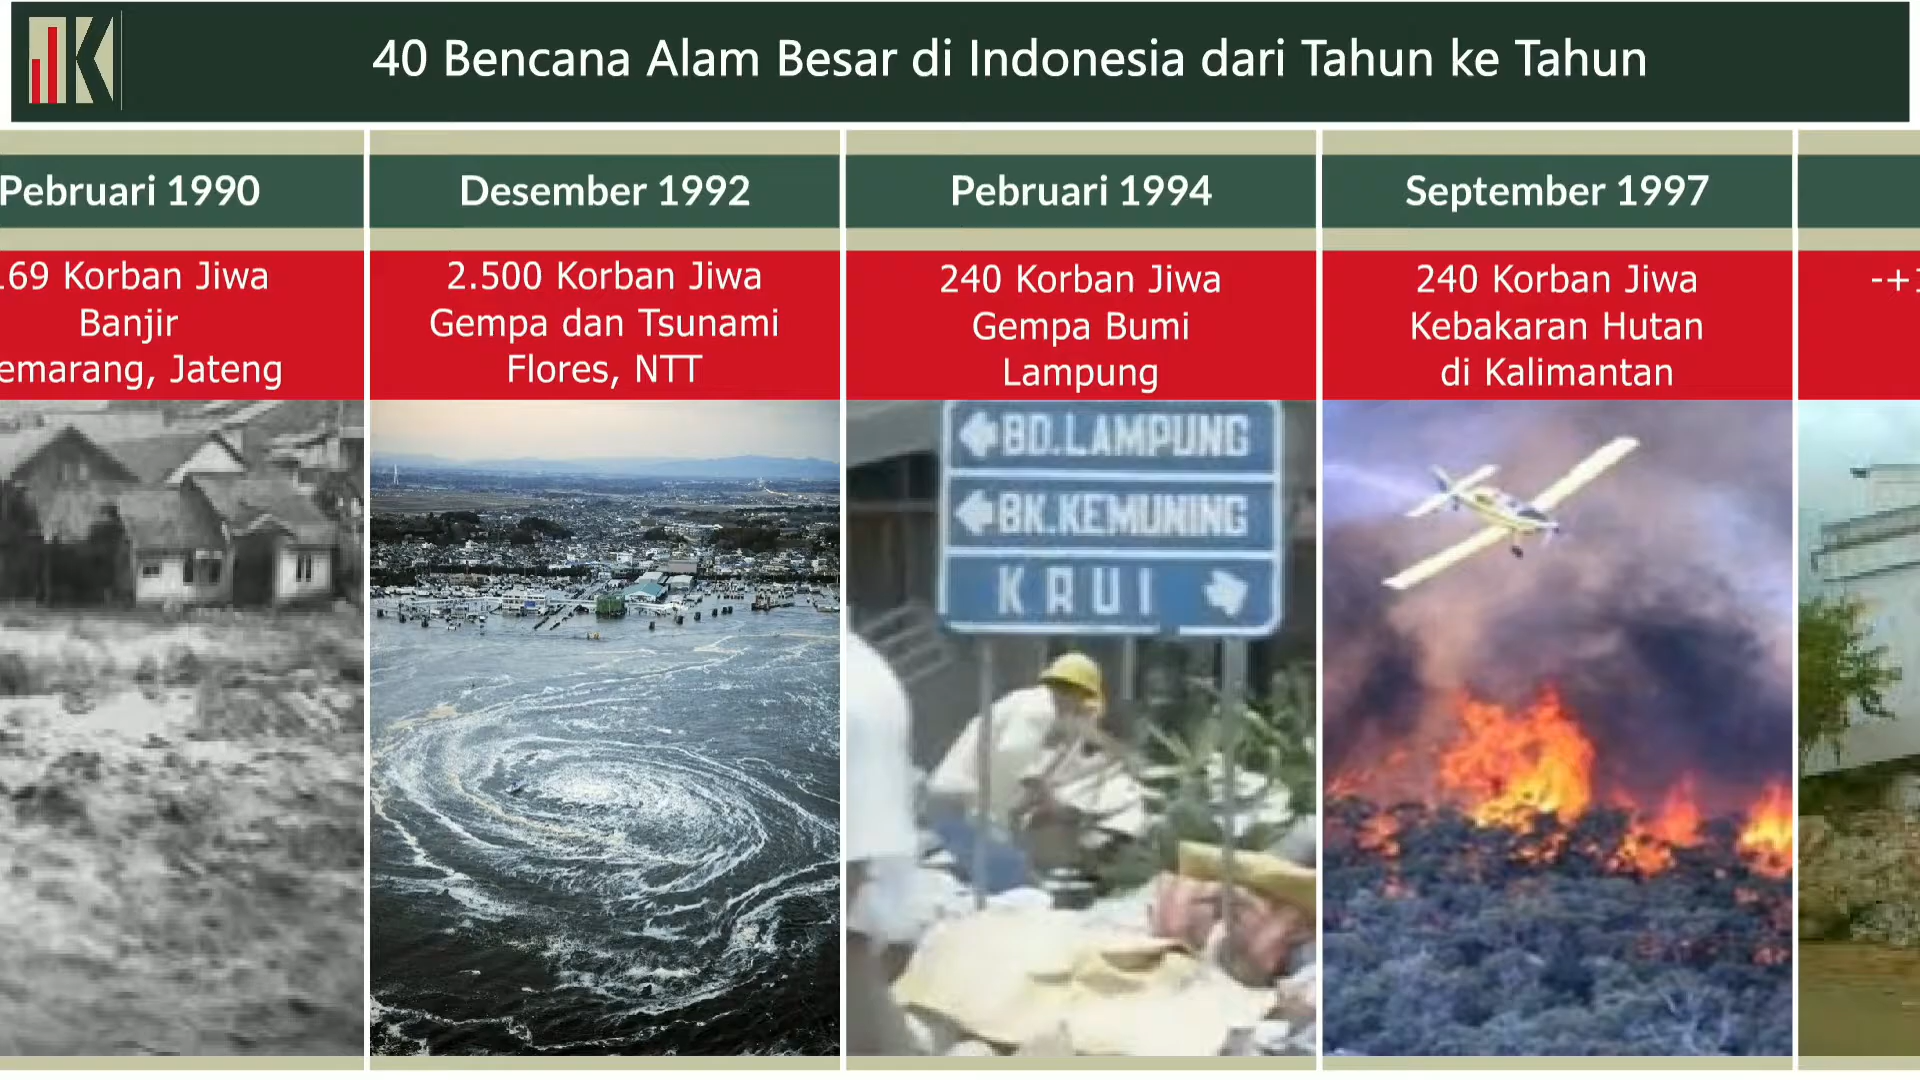 40 Bencana Alam Besar di Indonesia dari Tahun ke Tahun
Pebruari 1990
69 Korban Jiwa
Banjir
emarang, Jateng
Desember 1992
2.500 Korban Jiwa
Gempa dan Tsunami
Flores, NTT
Pebruari 1994
240 Korban Jiwa
Gempa Bumi
Lampung
BD.LAMPUNG
BK.KEMUNING
KRUI
September 1997
240 Korban Jiwa
Kebakaran Hutan
di Kalimantan
-+